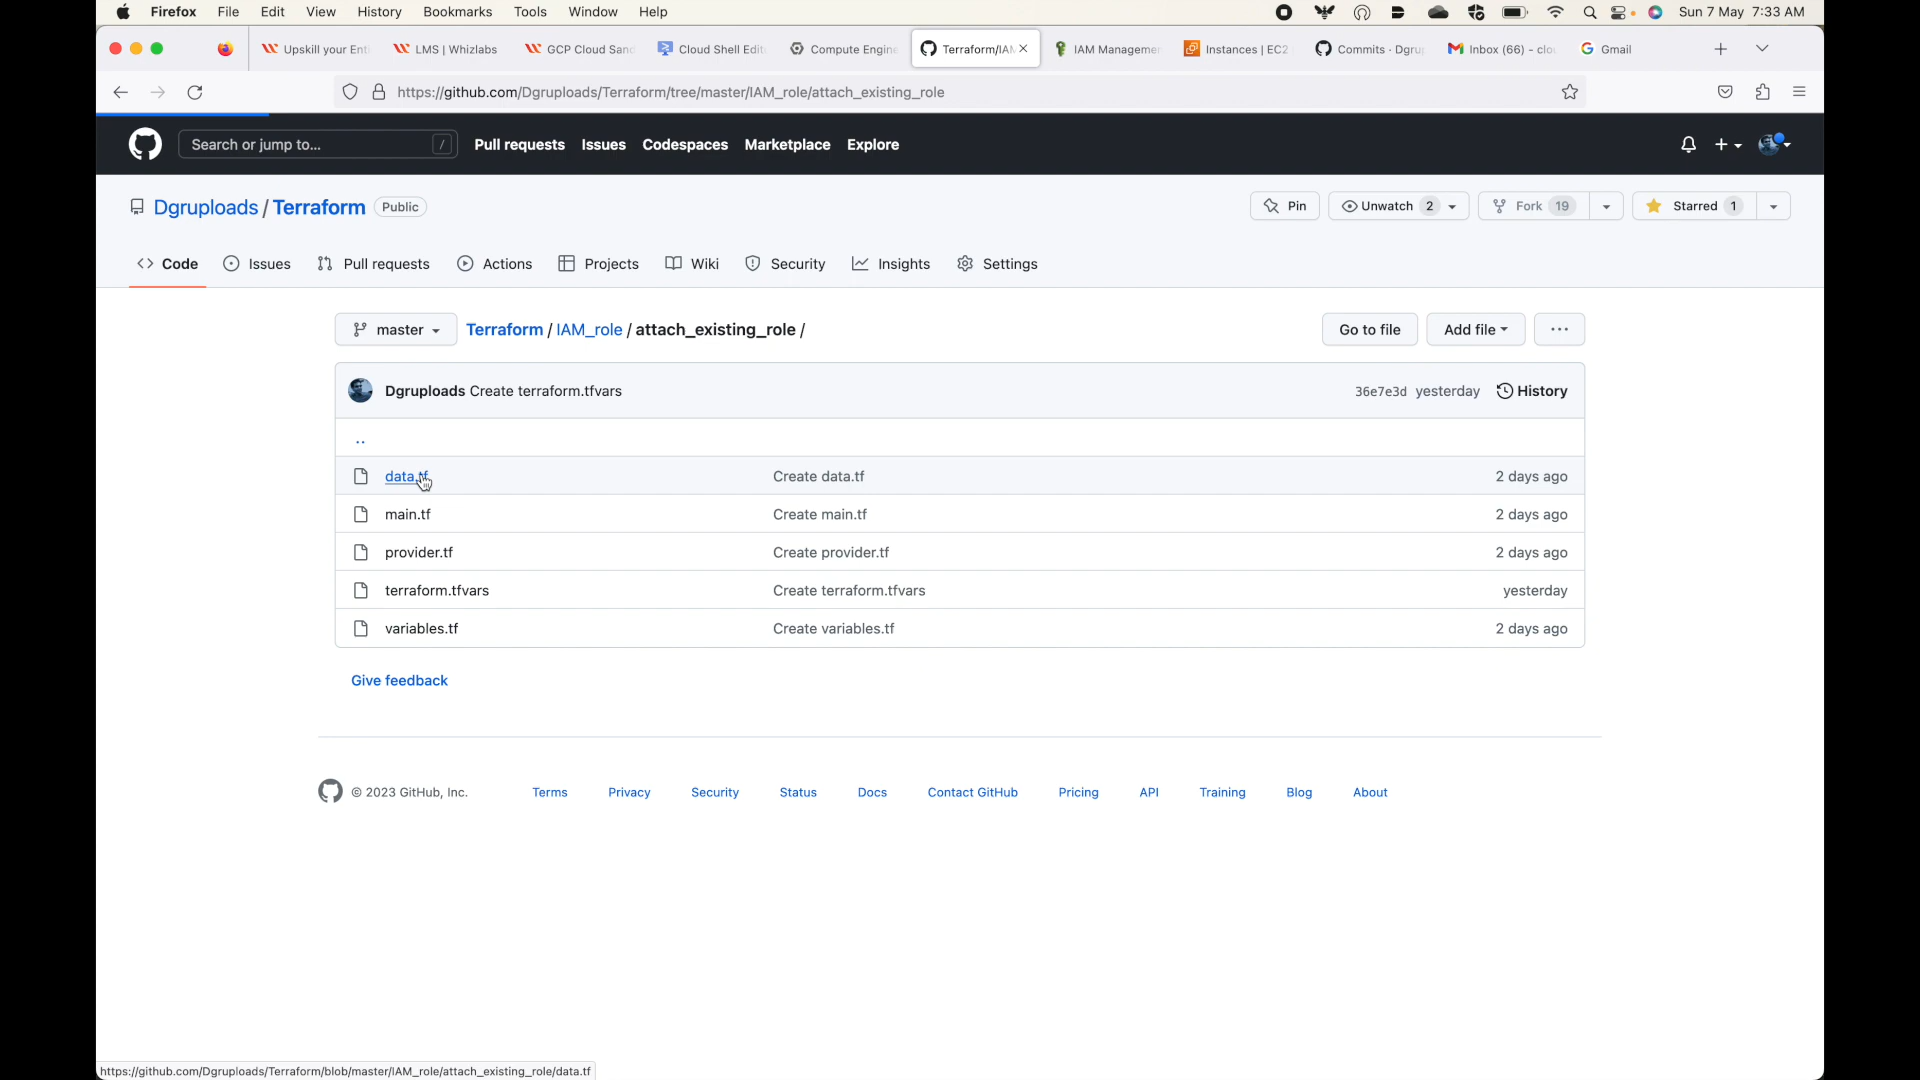 Firefox File Edit View History Bookmarks Tools Window Help Sun 7 May 7:33 AM
Upskill your Ent LMS | Whizlabs GCP Cloud Sand Cloud Shell Edit Compute Engine Terraform/IAM IAM Managemen Instances | EC2 Commits · Dgru Inbox (66) - clou Gmail
https://github.com/Dgruploads/Terraform/tree/master/IAM_role/attach_existing_role
Search or jump to... / Pull requests Issues Codespaces Marketplace Explore
Dgruploads / Terraform Public Pin Unwatch 2 Fork 19 Starred 1
Code Issues Pull requests Actions Projects Wiki Security Insights Settings
master Terraform / IAM_role / attach_existing_role / Go to file Add file ...
Dgruploads Create terraform.tfvars 36e7e3d yesterday History
..
data.tf Create data.tf 2 days ago
main.tf Create main.tf 2 days ago
provider.tf Create provider.tf 2 days ago
terraform.tfvars Create terraform.tfvars yesterday
variables.tf Create variables.tf 2 days ago
Give feedback
© 2023 GitHub, Inc. Terms Privacy Security Status Docs Contact GitHub Pricing API Training Blog About
https://github.com/Dgruploads/Terraform/blob/master/IAM_role/attach_existing_role/data.tf